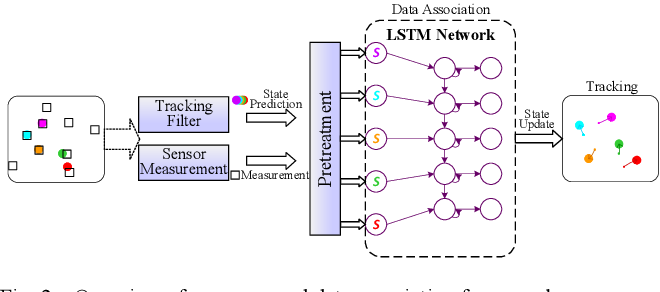 Data Association
LSTM Network
Tracking
Filter
State
Prediction
Sensor
Measurement
Measurement
Pretreatment
S
S
S
S
S
State
Update
Tracking